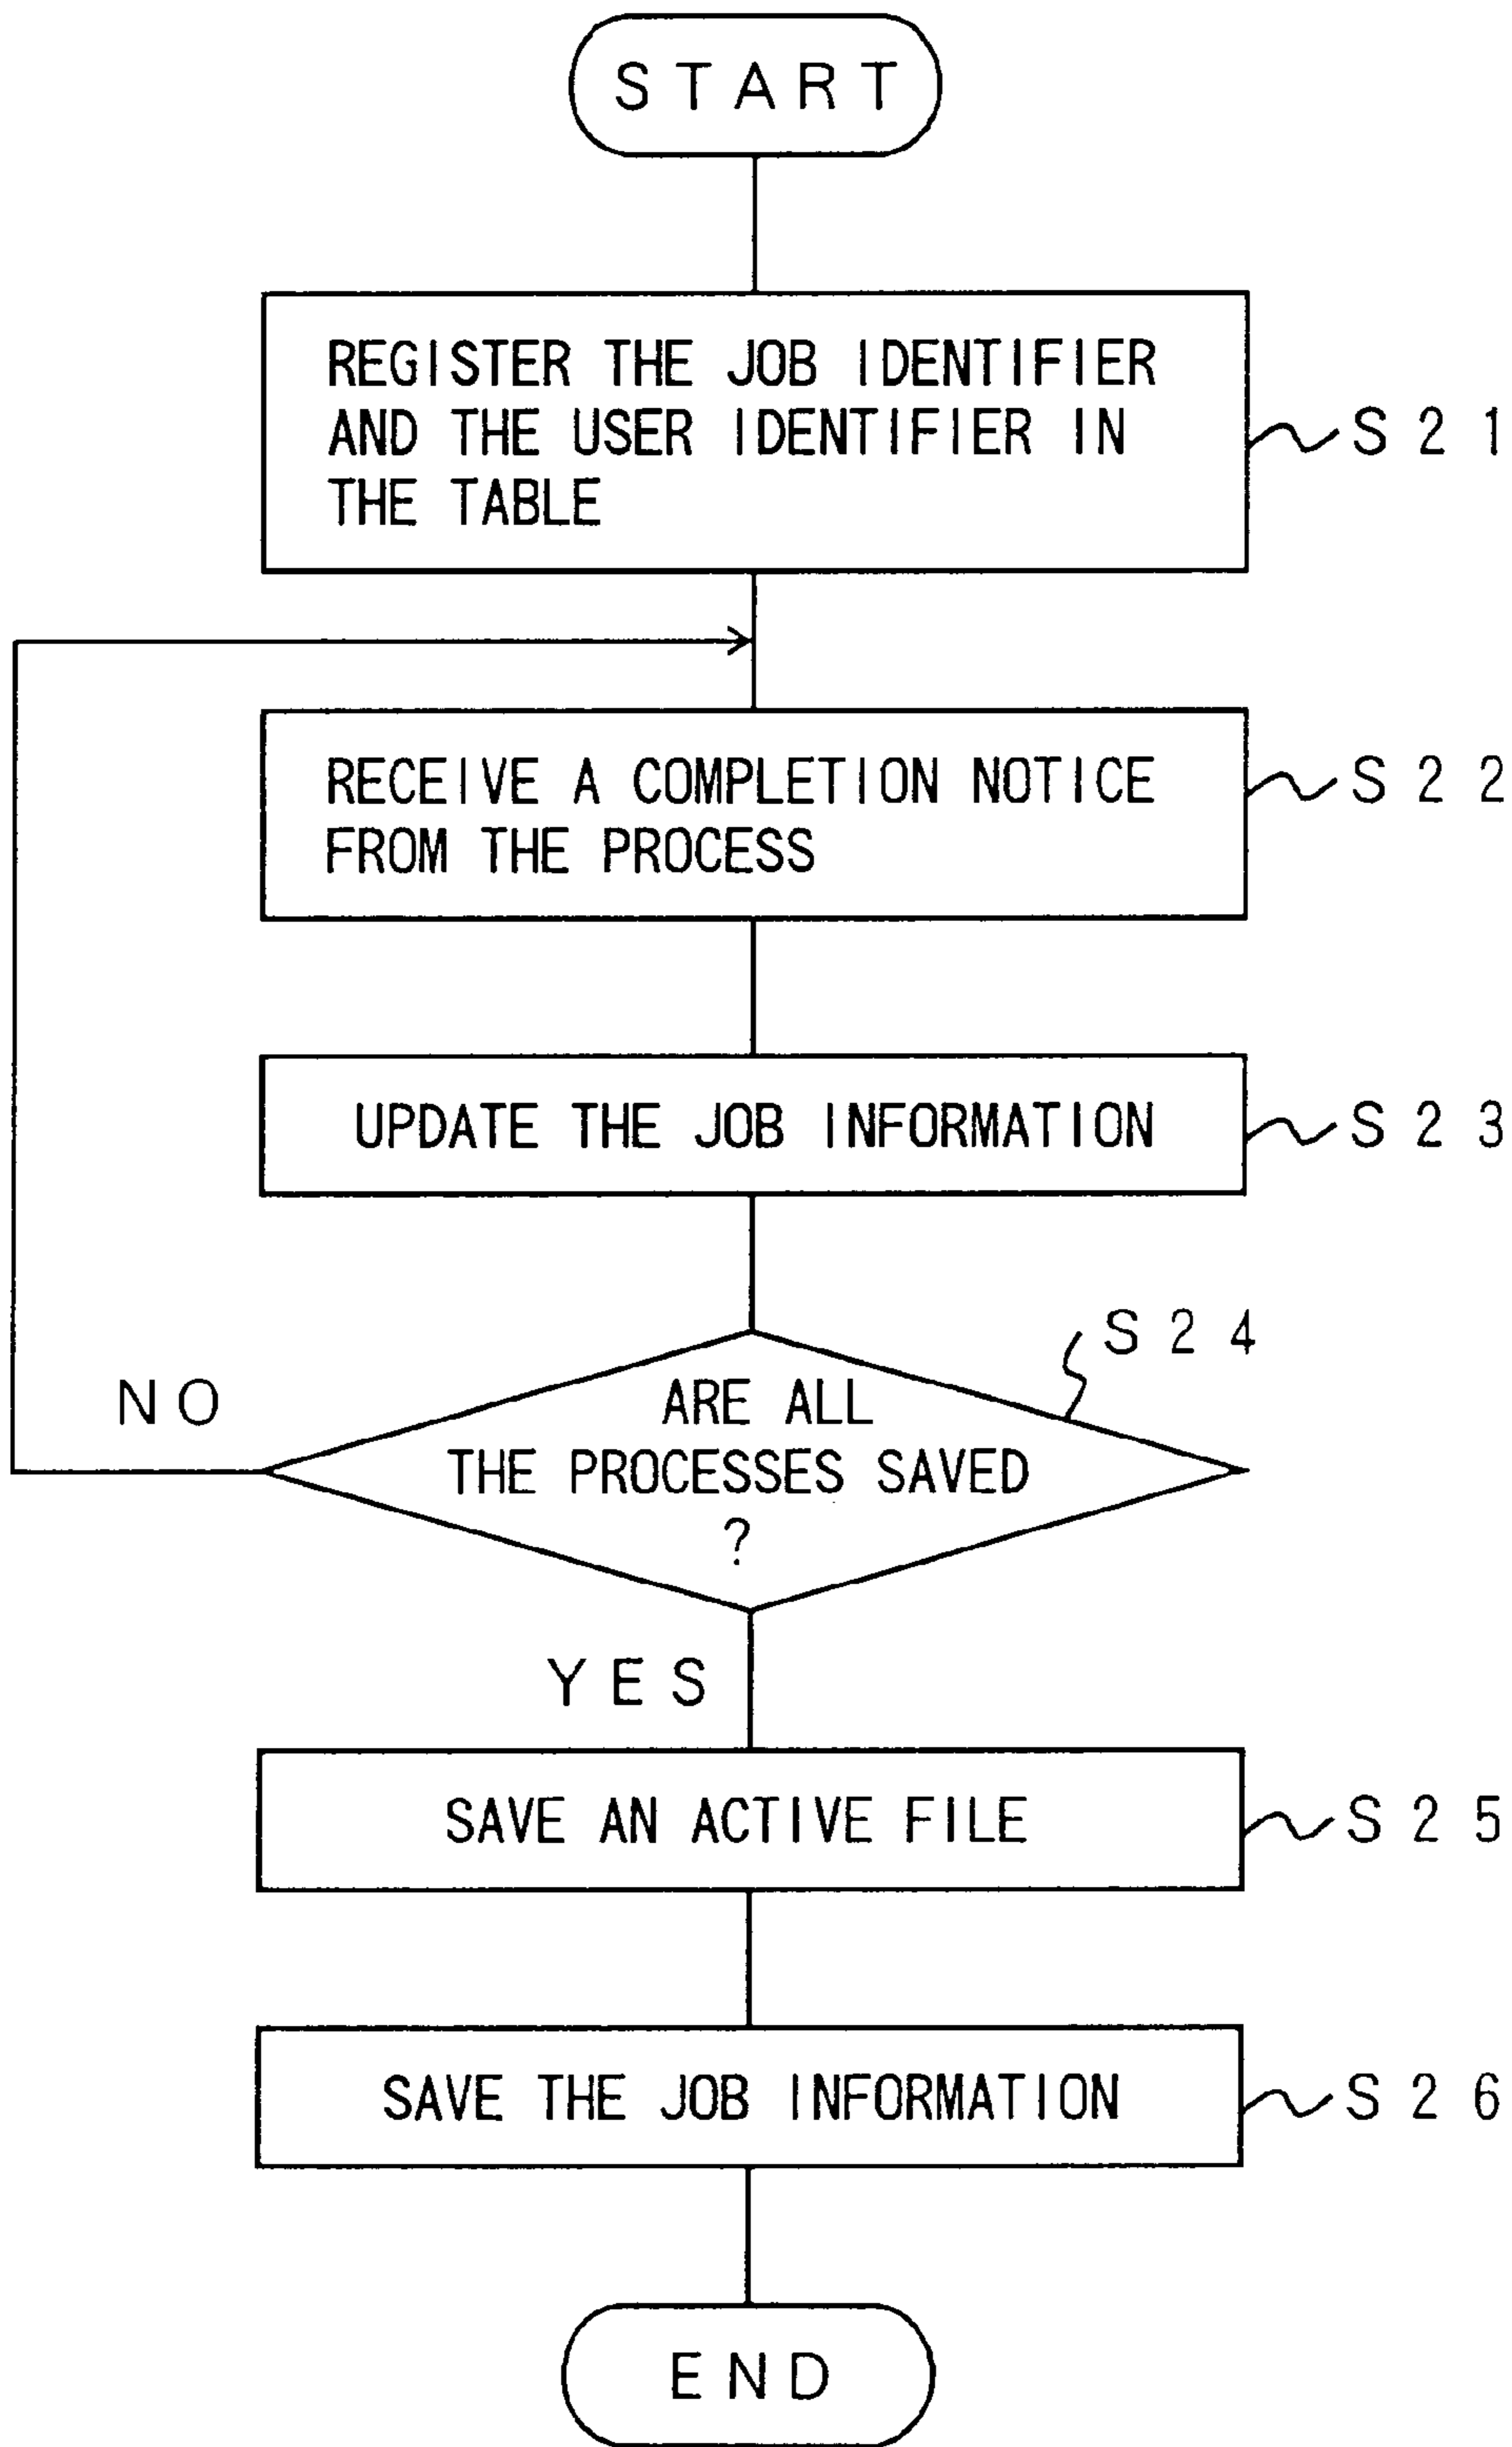 START
REGISTER THE JOB IDENTIFIER
AND THE USER IDENTIFIER IN
THE TABLE
S21
RECEIVE A COMPLETION NOTICE
FROM THE PROCESS
S22
UPDATE THE JOB INFORMATION
S23
S24
ARE ALL
THE PROCESSES SAVED
?
NO
YES
SAVE AN ACTIVE FILE
S25
SAVE THE JOB INFORMATION
S26
END